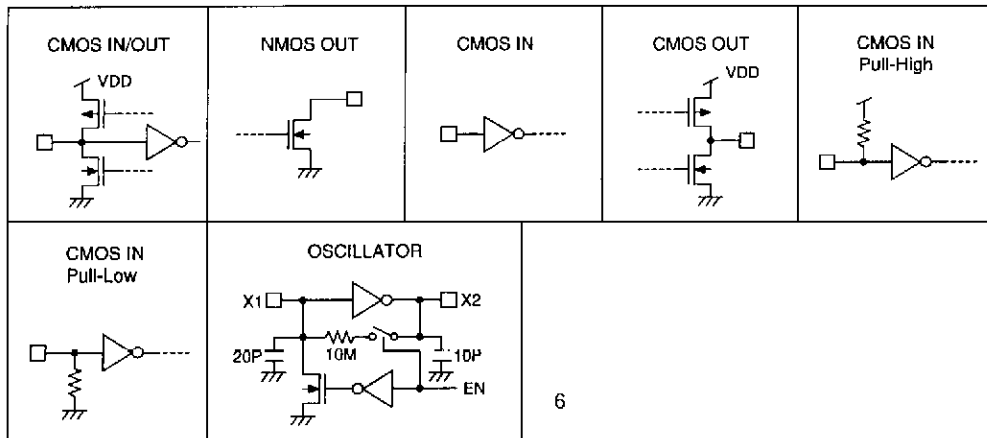 CMOS IN/OUT
VDD
NMOS OUT
CMOS IN
CMOS OUT
VDD
CMOS IN
Pull-High
CMOS IN
Pull-Low
OSCILLATOR
X1
X2
20P
10M
10P
EN
6